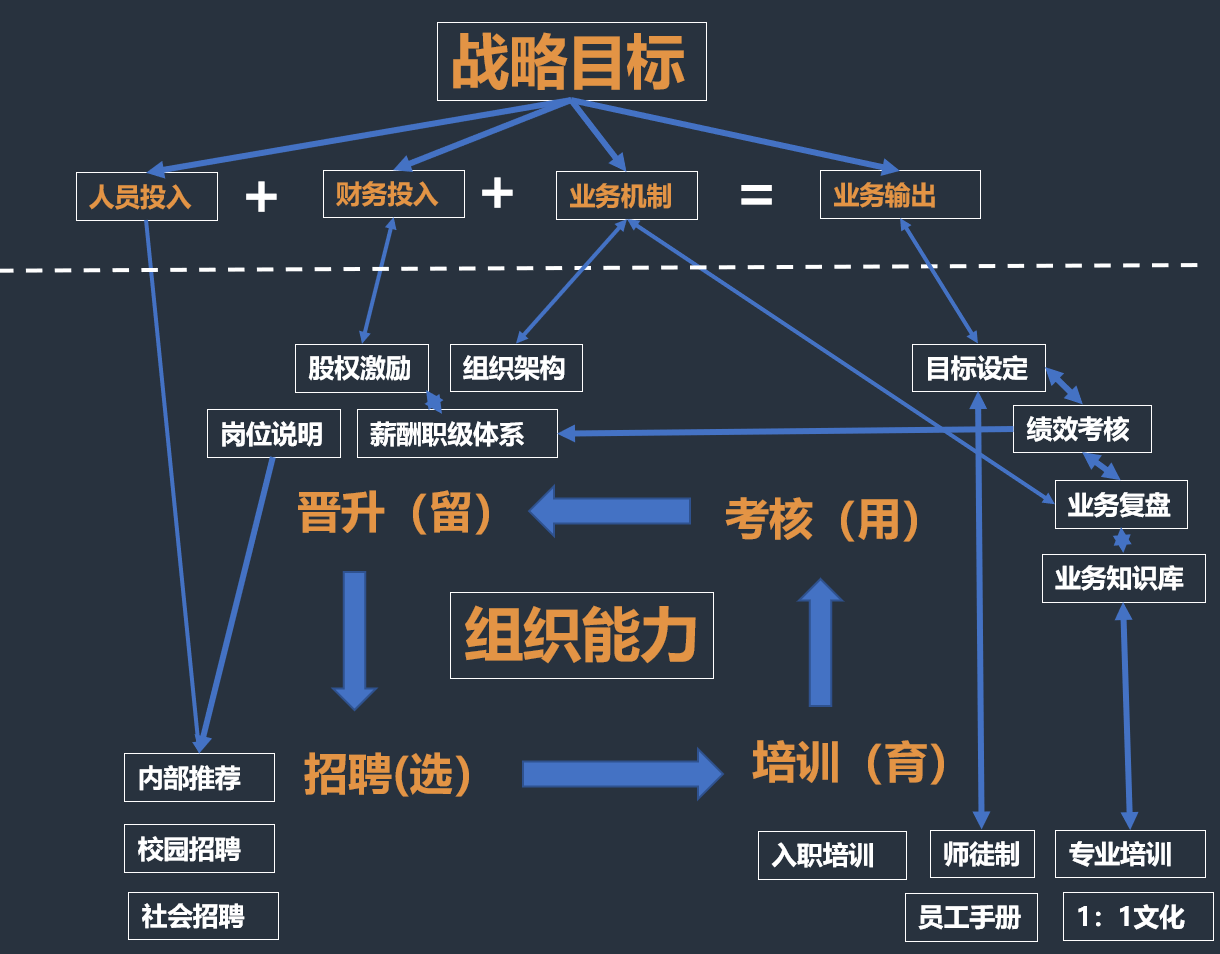 战略目标
人员投入
+
财务投入
+
业务机制
=
业务输出
股权激励
组织架构
目标设定
岗位说明
薪酬职级体系
绩效考核
晋升（留）
考核（用）
业务复盘
业务知识库
组织能力
招聘(选）
培训（育）
内部推荐
校园招聘
社会招聘
入职培训
师徒制
专业培训
员工手册
1：1文化